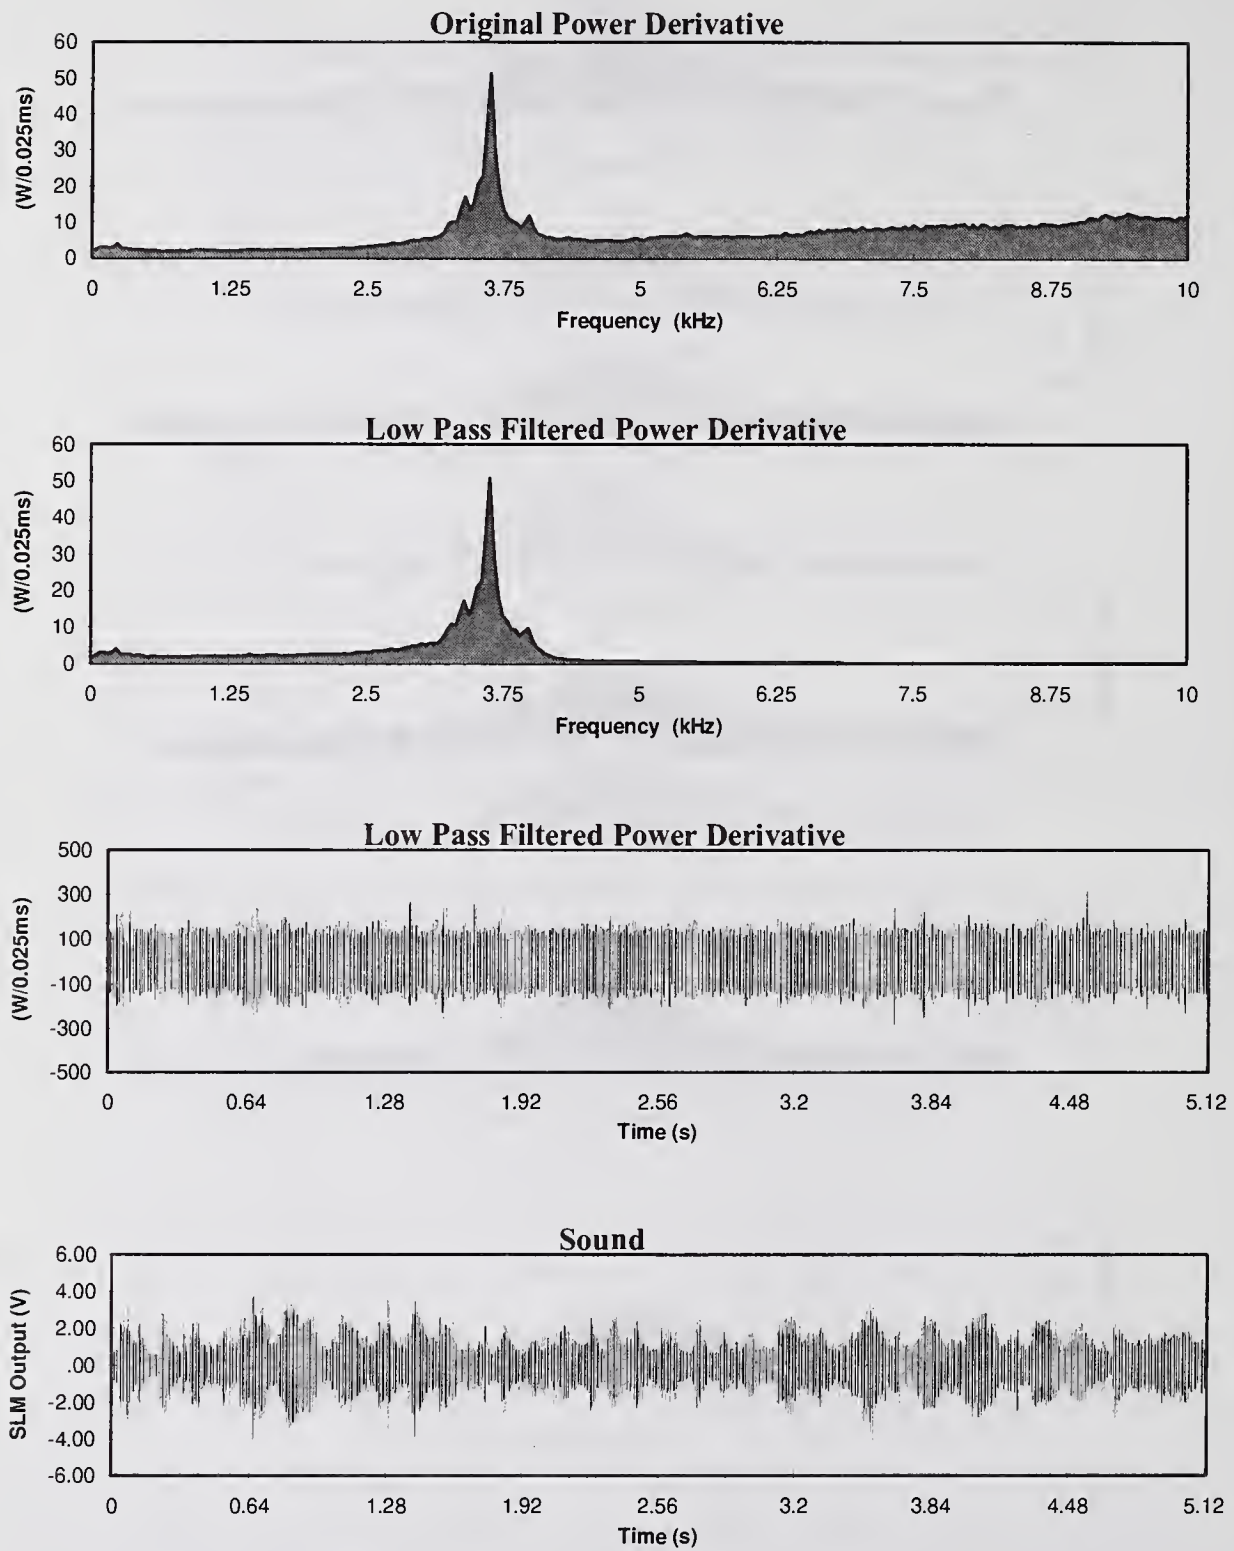 Original Power Derivative
60
50
40
30
20
10
0
(W/0.025ms)
0 1.25 2.5 3.75 5 6.25 7.5 8.75 10
Frequency (kHz)
Low Pass Filtered Power Derivative
60
50
40
30
20
10
0
(W/0.025ms)
0 1.25 2.5 3.75 5 6.25 7.5 8.75 10
Frequency (kHz)
Low Pass Filtered Power Derivative
500
300
100
-100
-300
-500
(W/0.025ms)
0 0.64 1.28 1.92 2.56 3.2 3.84 4.48 5.12
Time (s)
Sound
6.00
4.00
2.00
.00
-2.00
-4.00
-6.00
SLM Output (V)
0 0.64 1.28 1.92 2.56 3.2 3.84 4.48 5.12
Time (s)